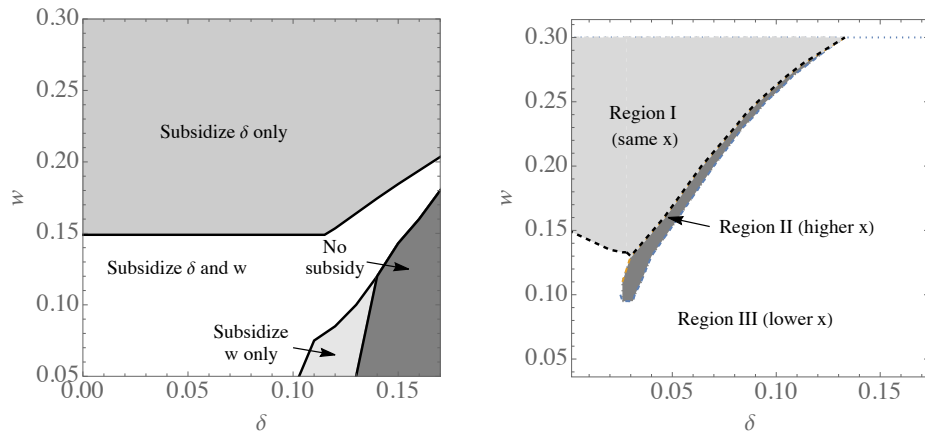 0.30
0.25
0.20
0.15
0.10
0.05
w
Subsidize δ only
Subsidize δ and w
No
subsidy
Subsidize
w only
0.00
0.05
0.10
0.15
δ
0.30
0.25
0.20
0.15
0.10
0.05
w
Region I
(same x)
Region II (higher x)
Region III (lower x)
0.05
0.10
0.15
δ